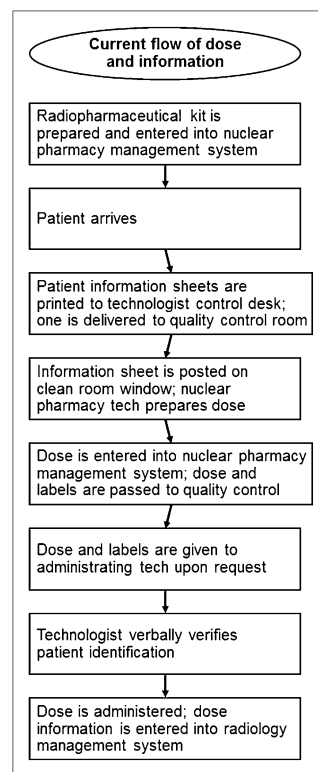 Current flow of dose
and information
Radiopharmaceutical kit is
prepared and entered into nuclear
pharmacy management system
Patient arrives
Patient information sheets are
printed to technologist control desk;
one is delivered to quality control room
Information sheet is posted on
clean room window; nuclear
pharmacy tech prepares dose
Dose is entered into nuclear pharmacy
management system; dose and
labels are passed to quality control
Dose and labels are given to
administrating tech upon request
Technologist verbally verifies
patient identification
Dose is administered; dose
information is entered into radiology
management system